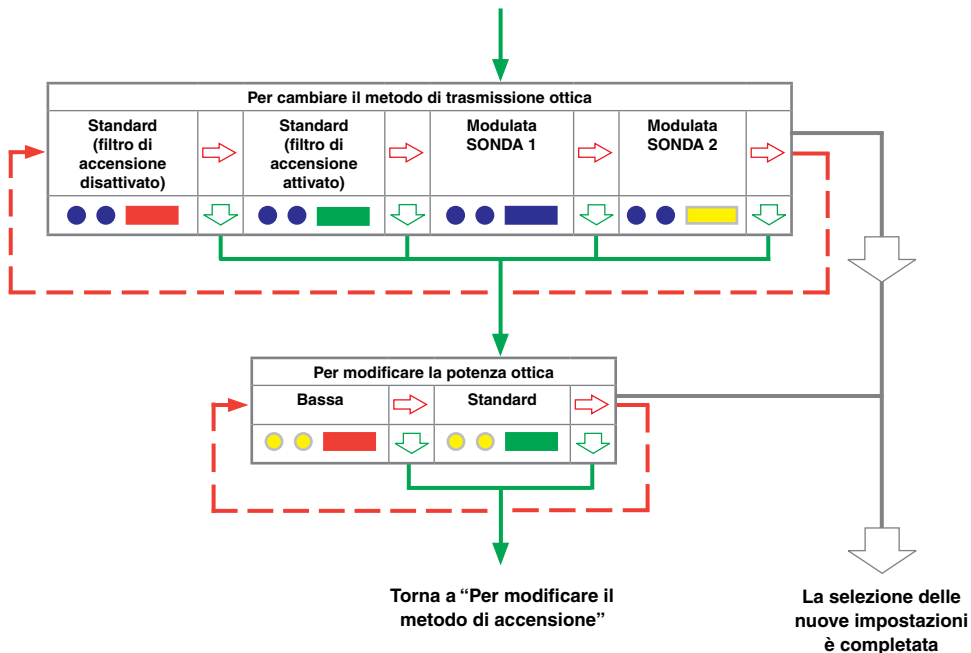 Per cambiare il metodo di trasmissione ottica
Standard
(filtro di
accensione
disattivato)
Standard
(filtro di
accensione
attivato)
Modulata
SONDA 1
Modulata
SONDA 2
Per modificare la potenza ottica
Bassa
Standard
Torna a “Per modificare il
metodo di accensione”
La selezione delle
nuove impostazioni
è completata